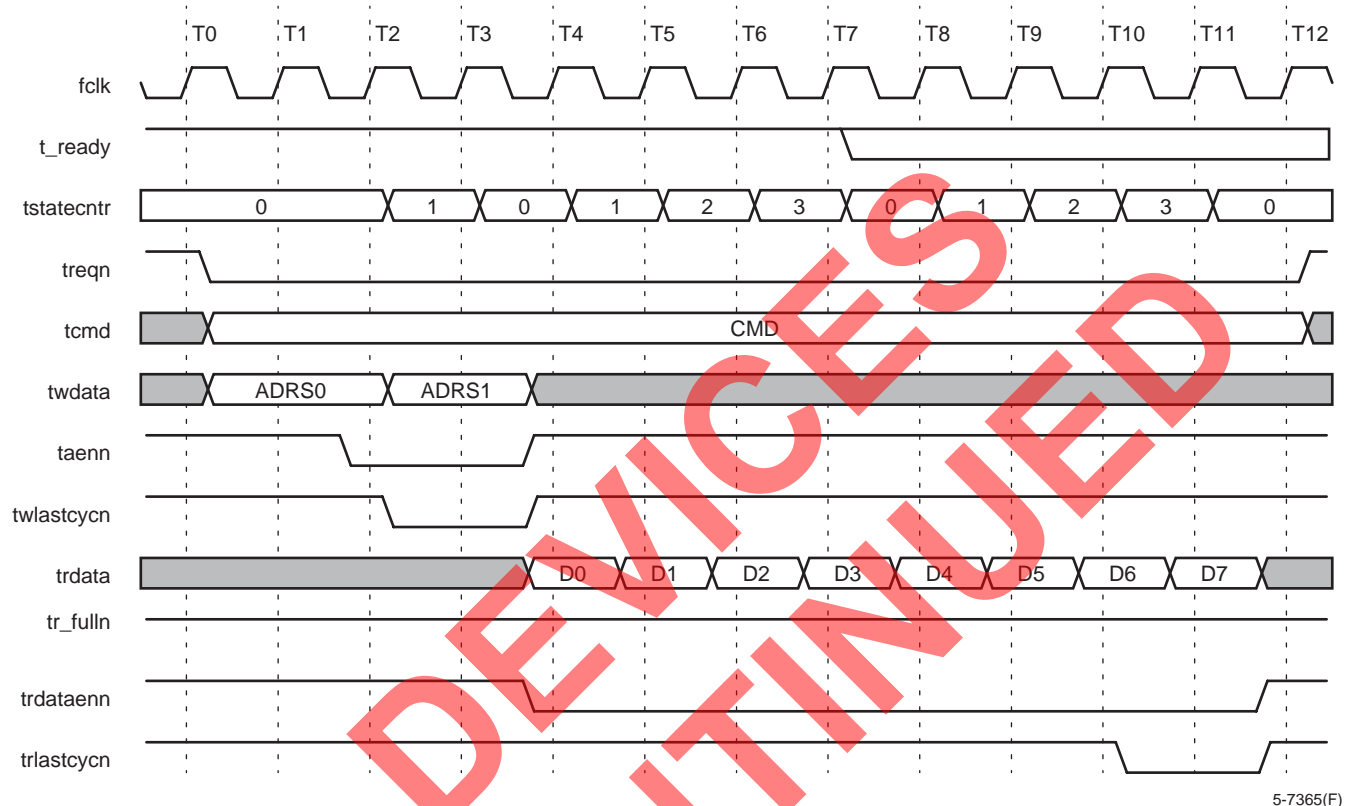 T0 T1 T2 T3 T4 T5 T6 T7 T8 T9 T10 T11 T12
fclk
t_ready
tstatecntr 0 1 0 1 2 3 0 1 2 3 0
treqn
tcmd CMD
twdata ADRS0 ADRS1
taenn
twlastcycn
trdata D0 D1 D2 D3 D4 D5 D6 D7
tr_fulln
trdataenn
trlastcycn
5-7365(F)
DEVICES
NTINUED